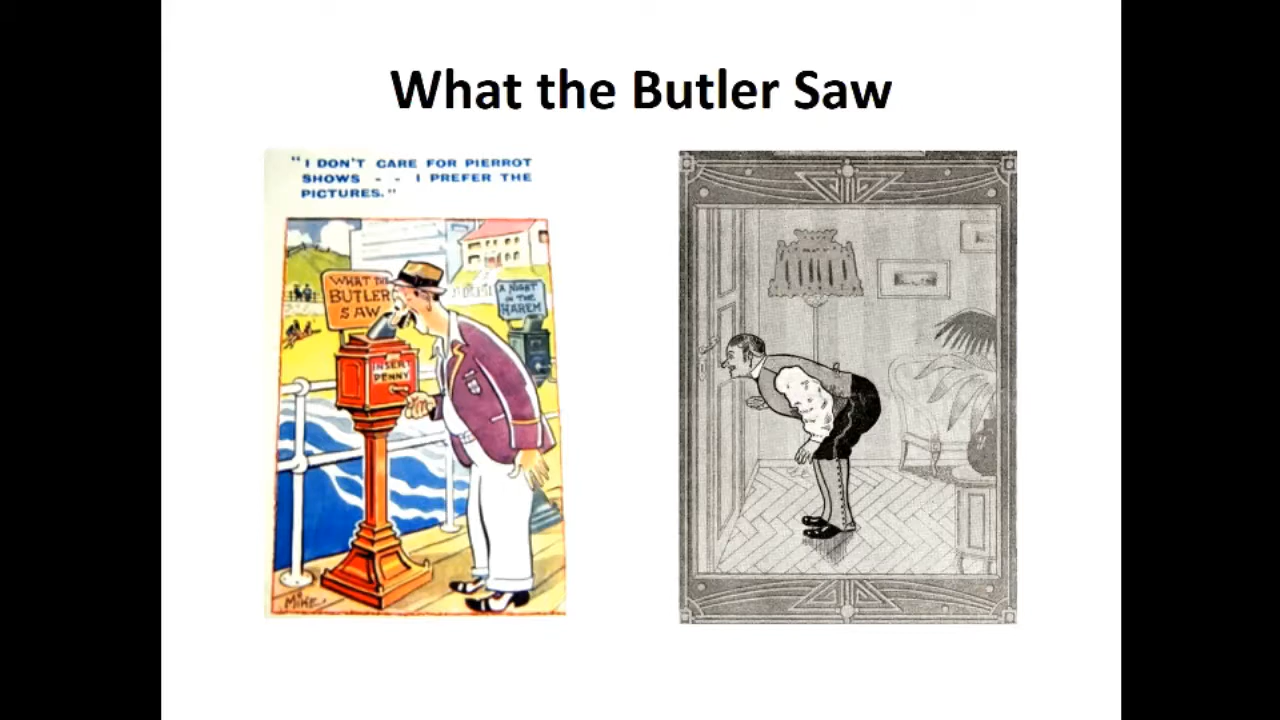 What the Butler Saw
"I DON'T CARE FOR PIERROT
SHOWS - - I PREFER THE
PICTURES."
WHAT THE
BUTLER
SAW
A NIGHT
IN THE
HAREM
INSERT
PENNY
MIKE.